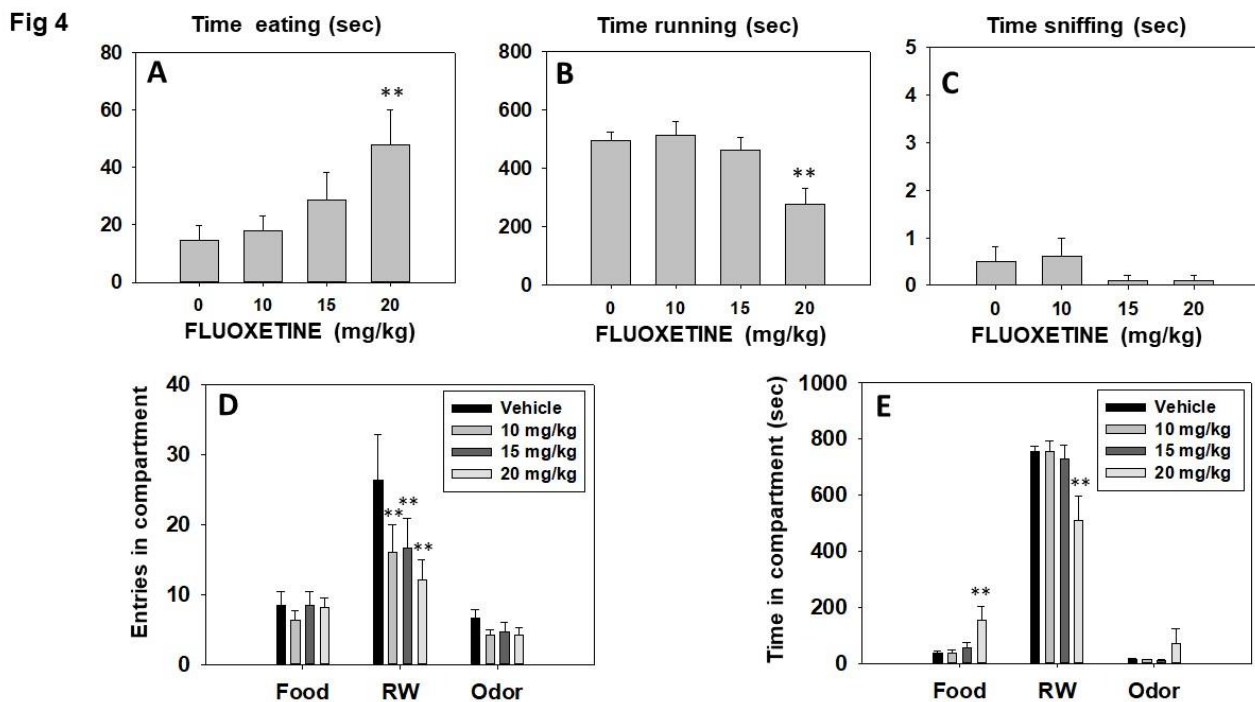 Fig 4
Time eating (sec)
80
60
40
20
0
A
**
0 10 15 20
FLUOXETINE (mg/kg)
Time running (sec)
800
600
400
200
0
B
**
0 10 15 20
FLUOXETINE (mg/kg)
Time sniffing (sec)
5
4
3
2
1
0
C
0 10 15 20
FLUOXETINE (mg/kg)
Entries in compartment
40
30
20
10
0
D
Vehicle
10 mg/kg
15 mg/kg
20 mg/kg
**
**
**
Food RW Odor
Time in compartment (sec)
1000
800
600
400
200
0
E
Vehicle
10 mg/kg
15 mg/kg
20 mg/kg
**
**
Food RW Odor